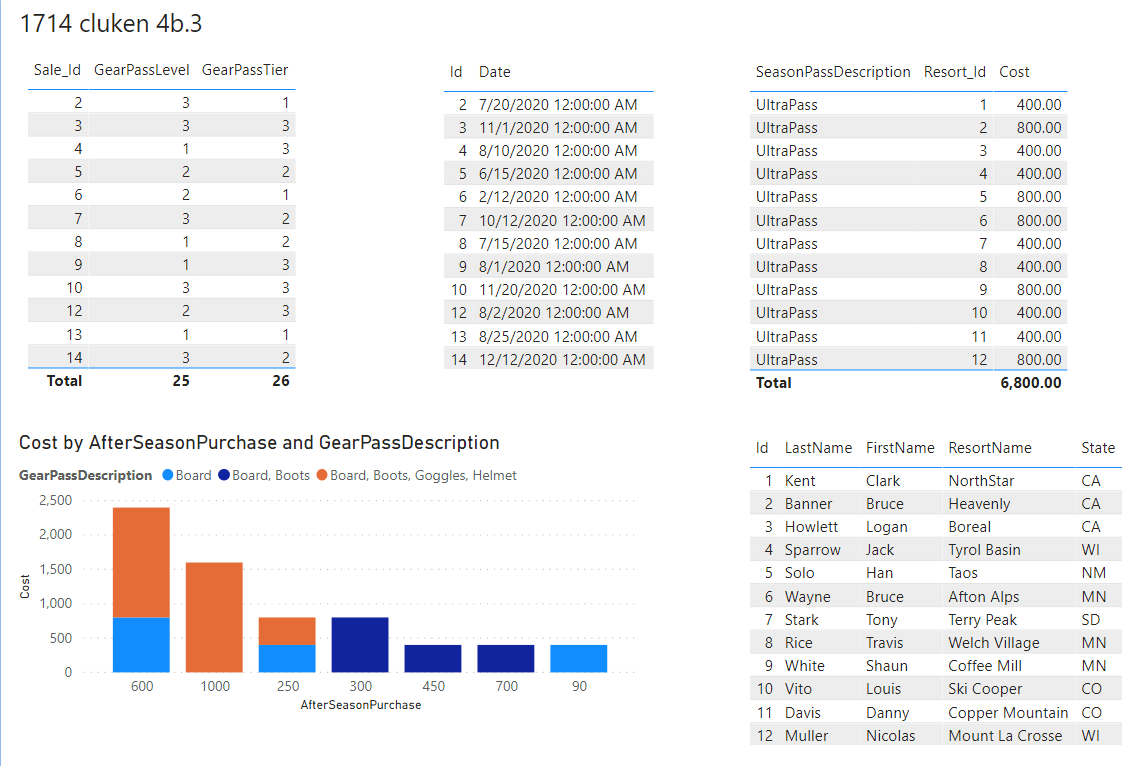 1714 cluken 4b.3
Sale_Id GearPassLevel GearPassTier
2 3 1
3 3 3
4 1 3
5 2 2
6 2 1
7 3 2
8 1 2
9 1 3
10 3 3
12 2 3
13 1 1
14 3 2
Total 25 26
Id Date
2 7/20/2020 12:00:00 AM
3 11/1/2020 12:00:00 AM
4 8/10/2020 12:00:00 AM
5 6/15/2020 12:00:00 AM
6 2/12/2020 12:00:00 AM
7 10/12/2020 12:00:00 AM
8 7/15/2020 12:00:00 AM
9 8/1/2020 12:00:00 AM
10 11/20/2020 12:00:00 AM
12 8/2/2020 12:00:00 AM
13 8/25/2020 12:00:00 AM
14 12/12/2020 12:00:00 AM
SeasonPassDescription Resort_Id Cost
UltraPass 1 400.00
UltraPass 2 800.00
UltraPass 3 400.00
UltraPass 4 400.00
UltraPass 5 800.00
UltraPass 6 800.00
UltraPass 7 400.00
UltraPass 8 400.00
UltraPass 9 800.00
UltraPass 10 400.00
UltraPass 11 400.00
UltraPass 12 800.00
Total 6,800.00
Cost by AfterSeasonPurchase and GearPassDescription
GearPassDescription Board Board, Boots Board, Boots, Goggles, Helmet
2,500
2,000
1,500
1,000
500
0
Cost
600 1000 250 300 450 700 90
AfterSeasonPurchase
Id LastName FirstName ResortName State
1 Kent Clark NorthStar CA
2 Banner Bruce Heavenly CA
3 Howlett Logan Boreal CA
4 Sparrow Jack Tyrol Basin WI
5 Solo Han Taos NM
6 Wayne Bruce Afton Alps MN
7 Stark Tony Terry Peak SD
8 Rice Travis Welch Village MN
9 White Shaun Coffee Mill MN
10 Vito Louis Ski Cooper CO
11 Davis Danny Copper Mountain CO
12 Muller Nicolas Mount La Crosse WI